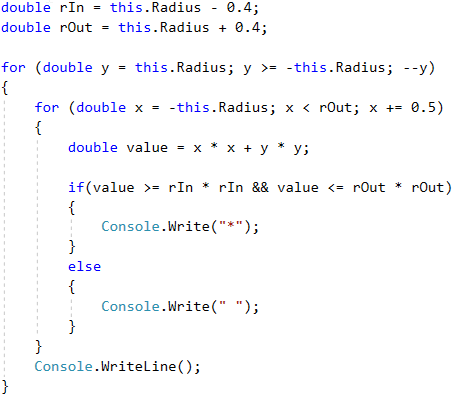 double rIn = this.Radius - 0.4;
double rOut = this.Radius + 0.4;

for (double y = this.Radius; y >= -this.Radius; --y)
{
    for (double x = -this.Radius; x < rOut; x += 0.5)
    {
        double value = x * x + y * y;

        if(value >= rIn * rIn && value <= rOut * rOut)
        {
            Console.Write("*");
        }
        else
        {
            Console.Write(" ");
        }
    }
    Console.WriteLine();
}